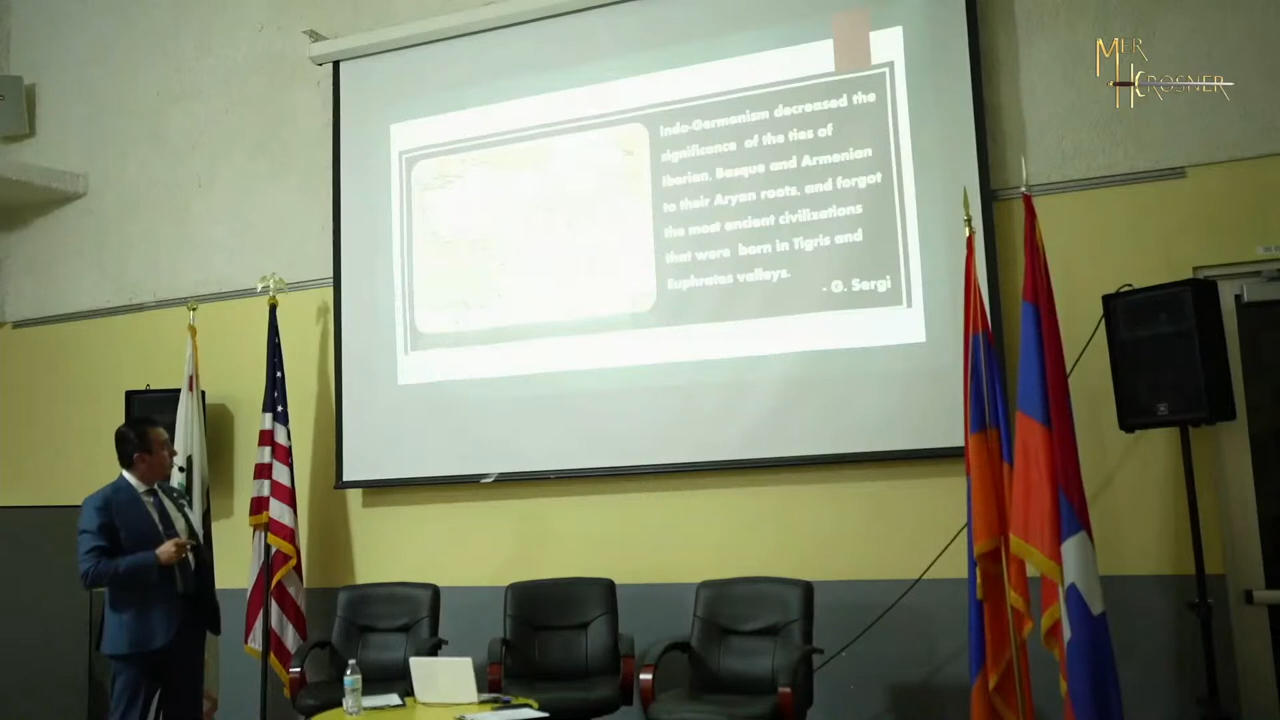 MER
HCROSNER
Indo-Germanism decreased the
significance of the ties of
Iberian, Basque and Armenian
to their Aryan roots, and forgot
the most ancient civilizations
that were born in Tigris and
Euphrates valleys.
- G. Sergi